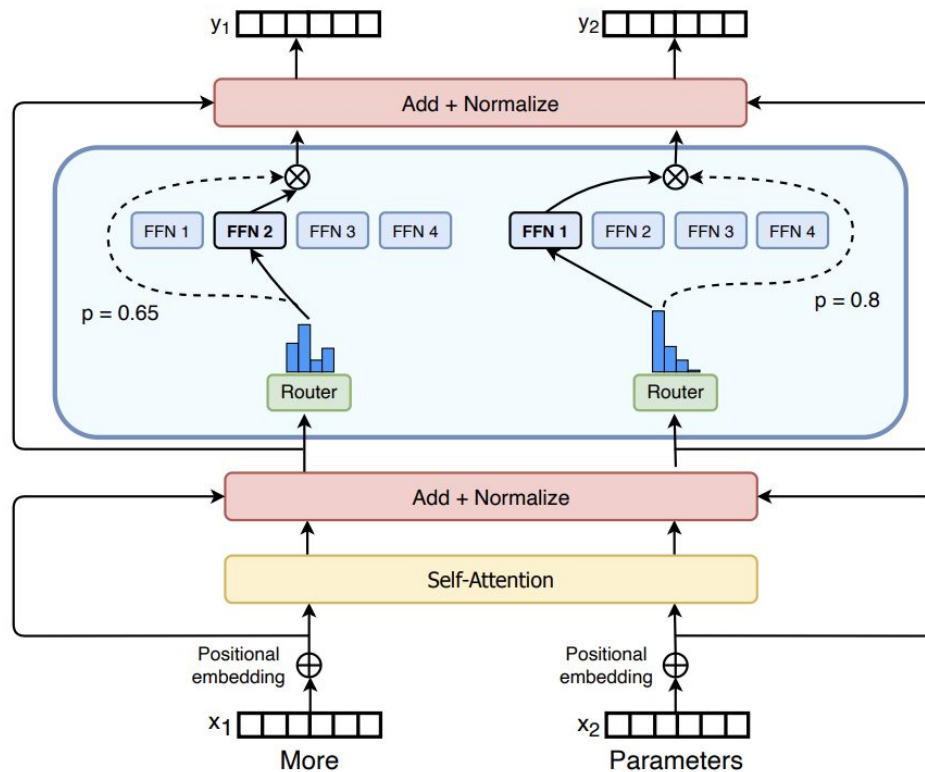 y₁ y₂
Add + Normalize
FFN 1 FFN 2 FFN 3 FFN 4 FFN 1 FFN 2 FFN 3 FFN 4
p = 0.65 p = 0.8
Router Router
Add + Normalize
Self-Attention
Positional embedding Positional embedding
x₁ x₂
More Parameters